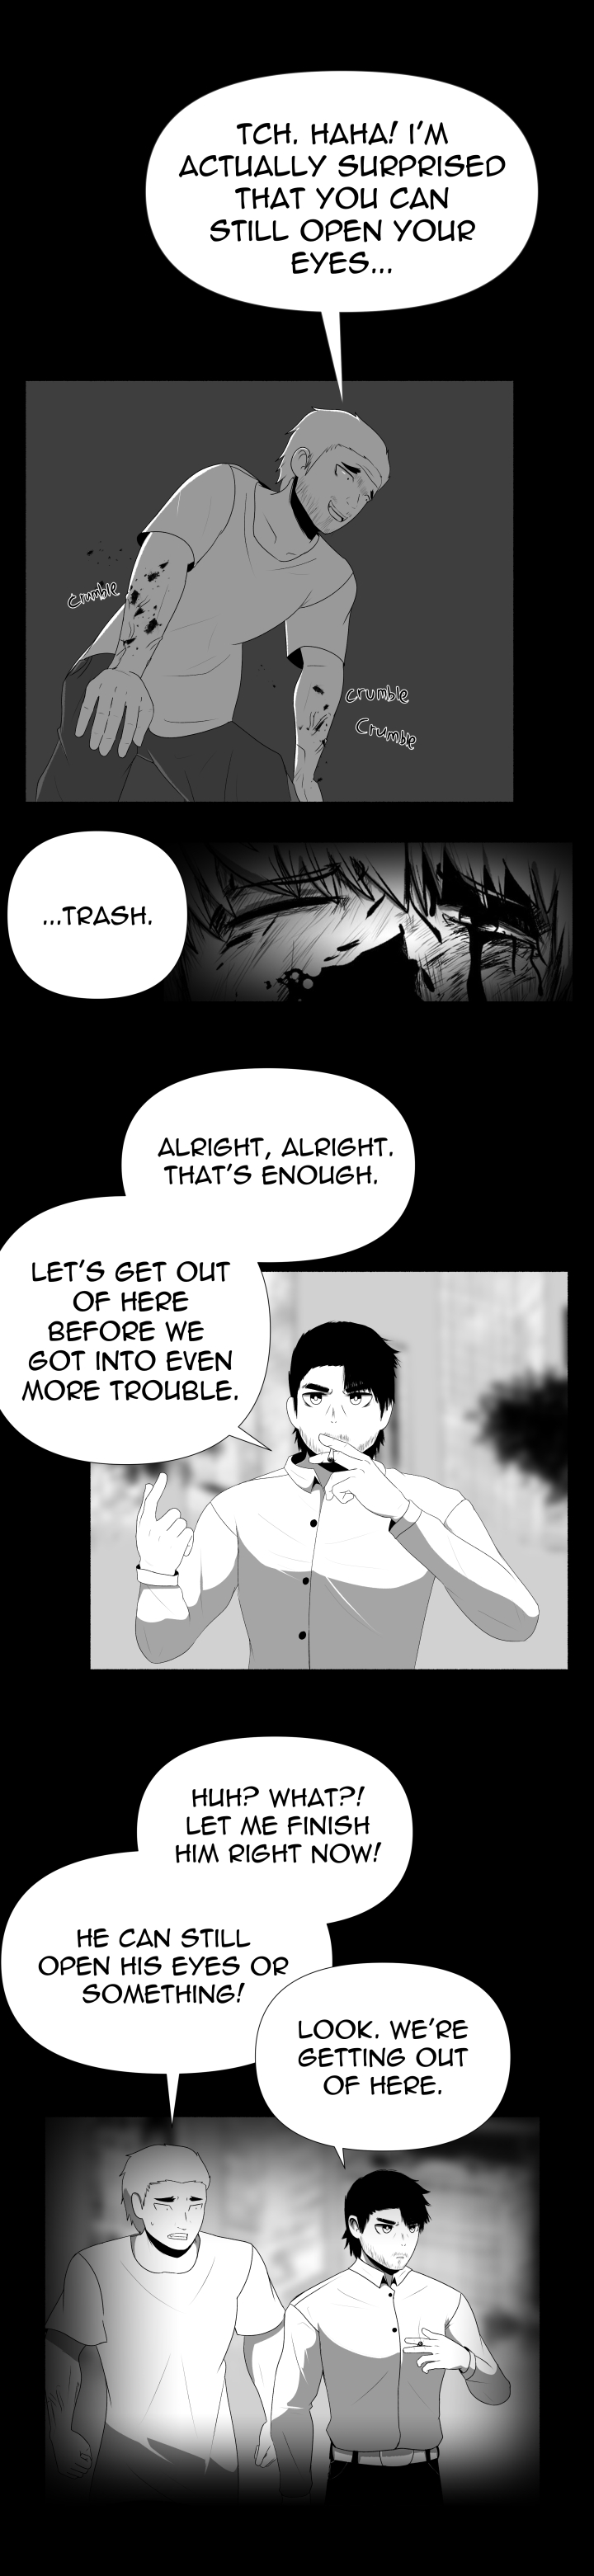 TCH. HAHA! I'M
ACTUALLY SURPRISED
THAT YOU CAN
STILL OPEN YOUR
EYES...
Crumble
Crumble
Crumble
...TRASH.
ALRIGHT, ALRIGHT.
THAT'S ENOUGH.
LET'S GET OUT
OF HERE
BEFORE WE
GOT INTO EVEN
MORE TROUBLE.
HUH? WHAT?!
LET ME FINISH
HIM RIGHT NOW!
HE CAN STILL
OPEN HIS EYES OR
SOMETHING!
LOOK. WE'RE
GETTING OUT
OF HERE.